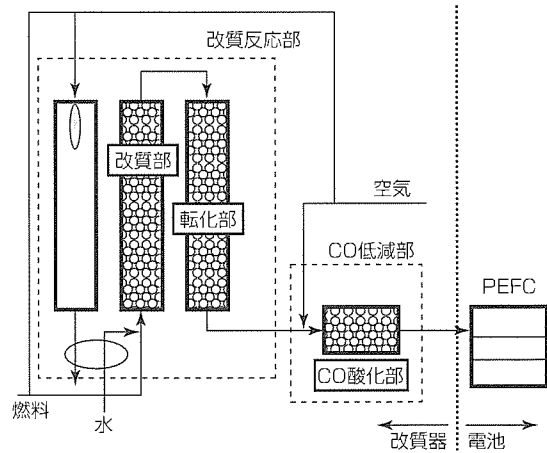 改質反応部
改質部
転化部
空気
CO低減部
PEFC
CO酸化部
燃料
水
改質器
電池